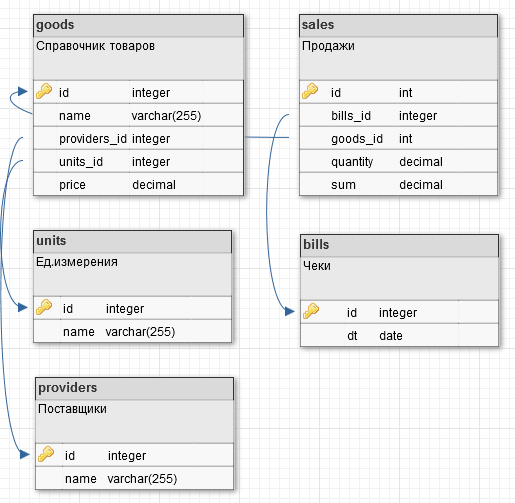 goods
Справочник товаров
id integer
name varchar(255)
providers_id integer
units_id integer
price decimal
sales
Продажи
id int
bills_id integer
goods_id int
quantity decimal
sum decimal
units
Ед.измерения
id integer
name varchar(255)
bills
Чеки
id integer
dt date
providers
Поставщики
id integer
name varchar(255)